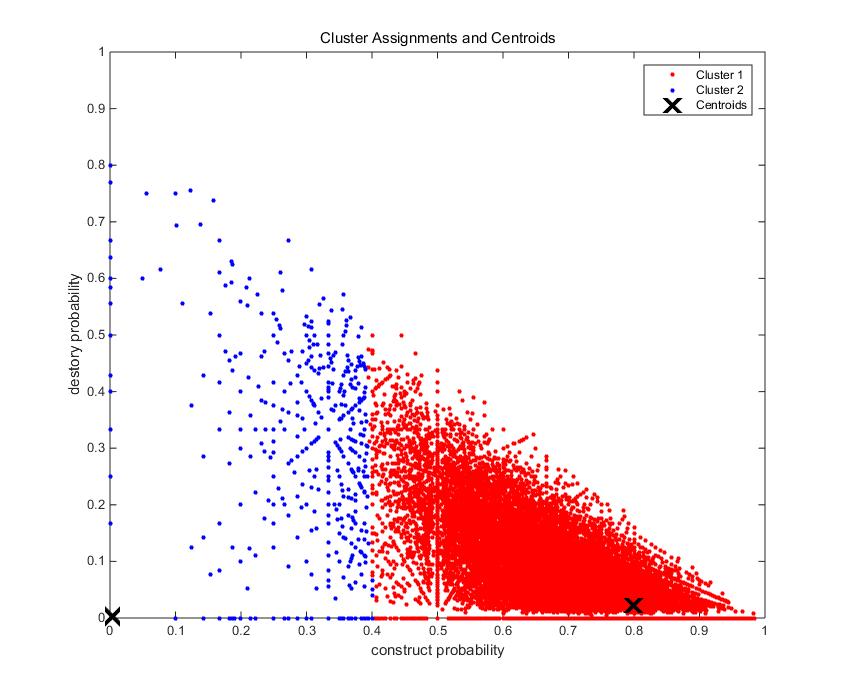 Cluster Assignments and Centroids
Cluster 1
Cluster 2
Centroids
destory probability
1
0.9
0.8
0.7
0.6
0.5
0.4
0.3
0.2
0.1
0
0 0.1 0.2 0.3 0.4 0.5 0.6 0.7 0.8 0.9 1
construct probability